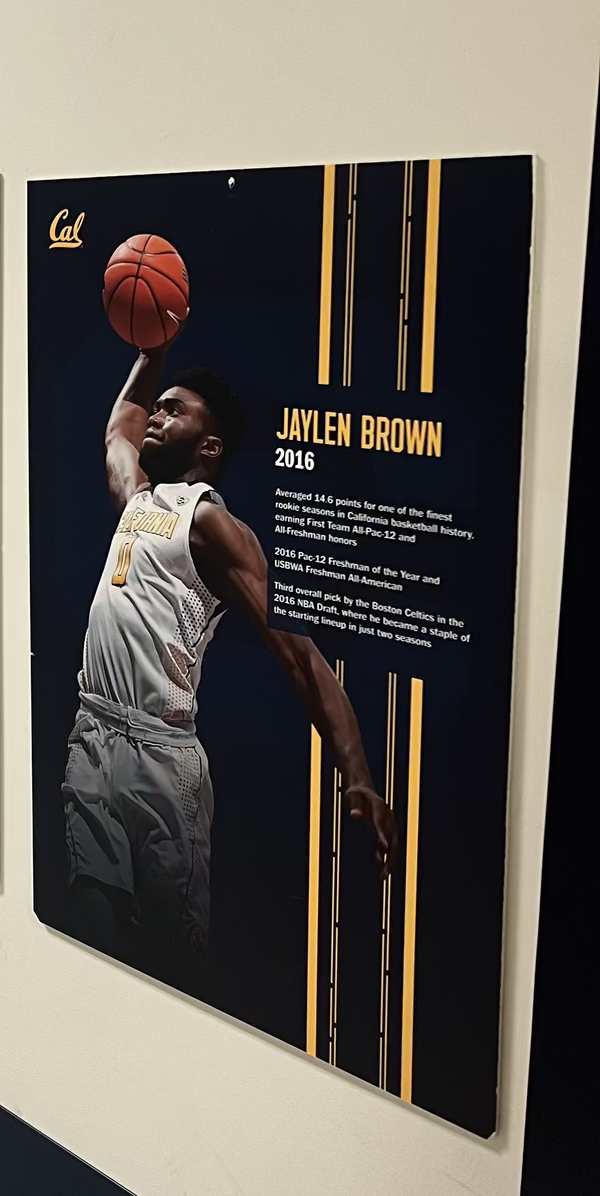 Cal
JAYLEN BROWN
2016
Averaged 14.6 points for one of the finest
rookie seasons in California basketball history,
earning First Team All-Pac-12 and
All-Freshman honors
2016 Pac-12 Freshman of the Year and
USBWA Freshman All-American
Third overall pick by the Boston Celtics in the
2016 NBA Draft, where he became a staple of
the starting lineup in just two seasons
CALIFORNIA
0